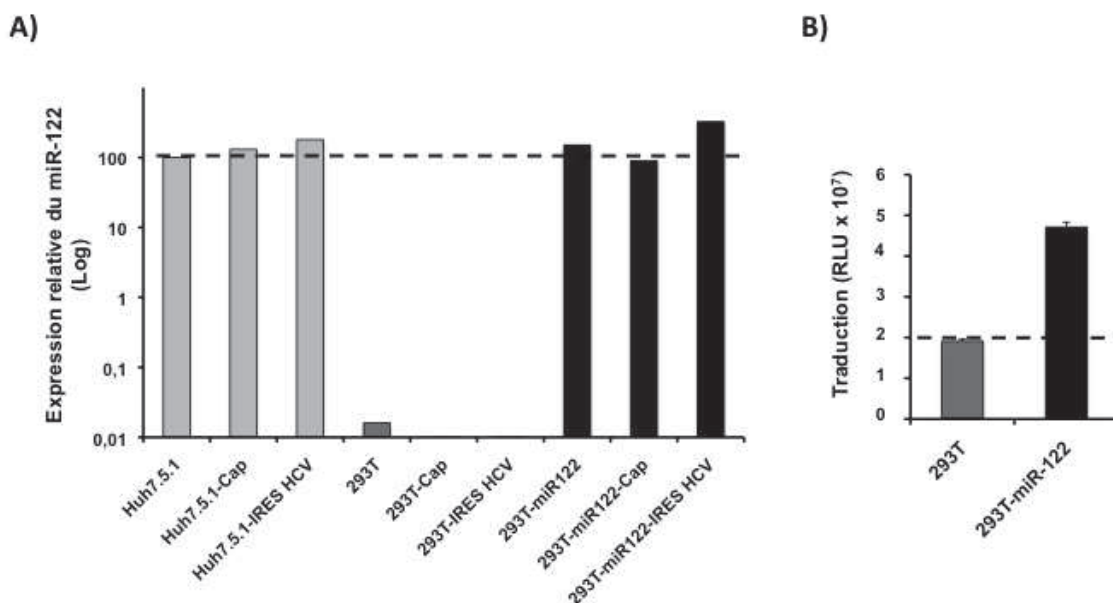 A)
B)
Expression relative du miR-122
(Log)
100
10
1
0,1
0,01
Huh7.5.1
Huh7.5.1-Cap
Huh7.5.1-IRES HCV
293T
293T-Cap
293T-IRES HCV
293T-miR122
293T-miR122-Cap
293T-miR122-IRES HCV
Traduction (RLU x 10⁷)
6
5
4
3
2
1
0
293T
293T-miR-122